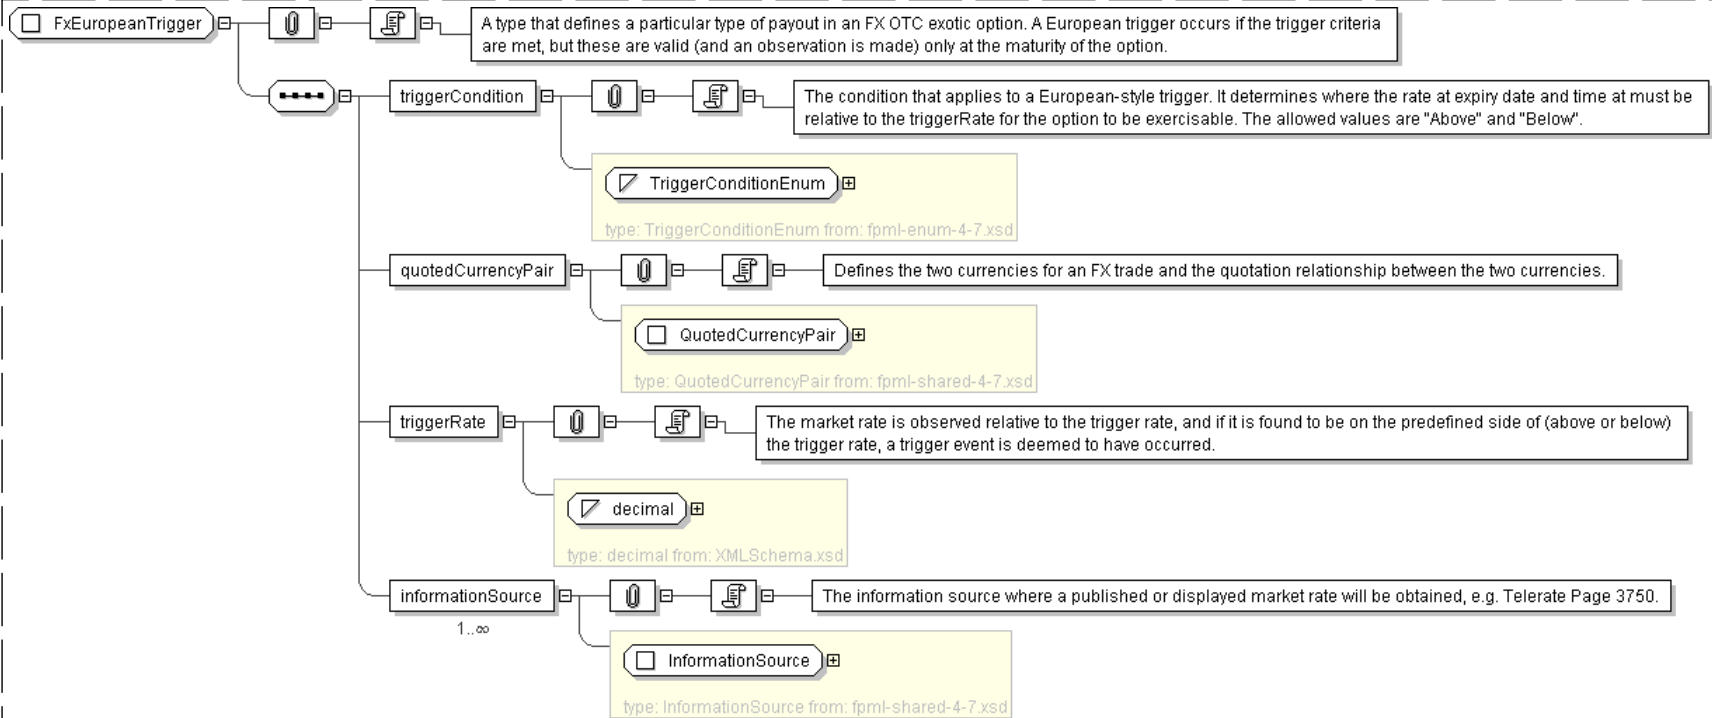 FxEuropeanTrigger
A type that defines a particular type of payout in an FX OTC exotic option. A European trigger occurs if the trigger criteria
are met, but these are valid (and an observation is made) only at the maturity of the option.
triggerCondition
The condition that applies to a European-style trigger. It determines where the rate at expiry date and time at must be
relative to the triggerRate for the option to be exercisable. The allowed values are "Above" and "Below".
TriggerConditionEnum
type: TriggerConditionEnum from: fpml-enum-4-7.xsd
quotedCurrencyPair
Defines the two currencies for an FX trade and the quotation relationship between the two currencies.
QuotedCurrencyPair
type: QuotedCurrencyPair from: fpml-shared-4-7.xsd
triggerRate
The market rate is observed relative to the trigger rate, and if it is found to be on the predefined side of (above or below)
the trigger rate, a trigger event is deemed to have occurred.
decimal
type: decimal from: XMLSchema.xsd
informationSource
The information source where a published or displayed market rate will be obtained, e.g. Telerate Page 3750.
1..∞
InformationSource
type: InformationSource from: fpml-shared-4-7.xsd